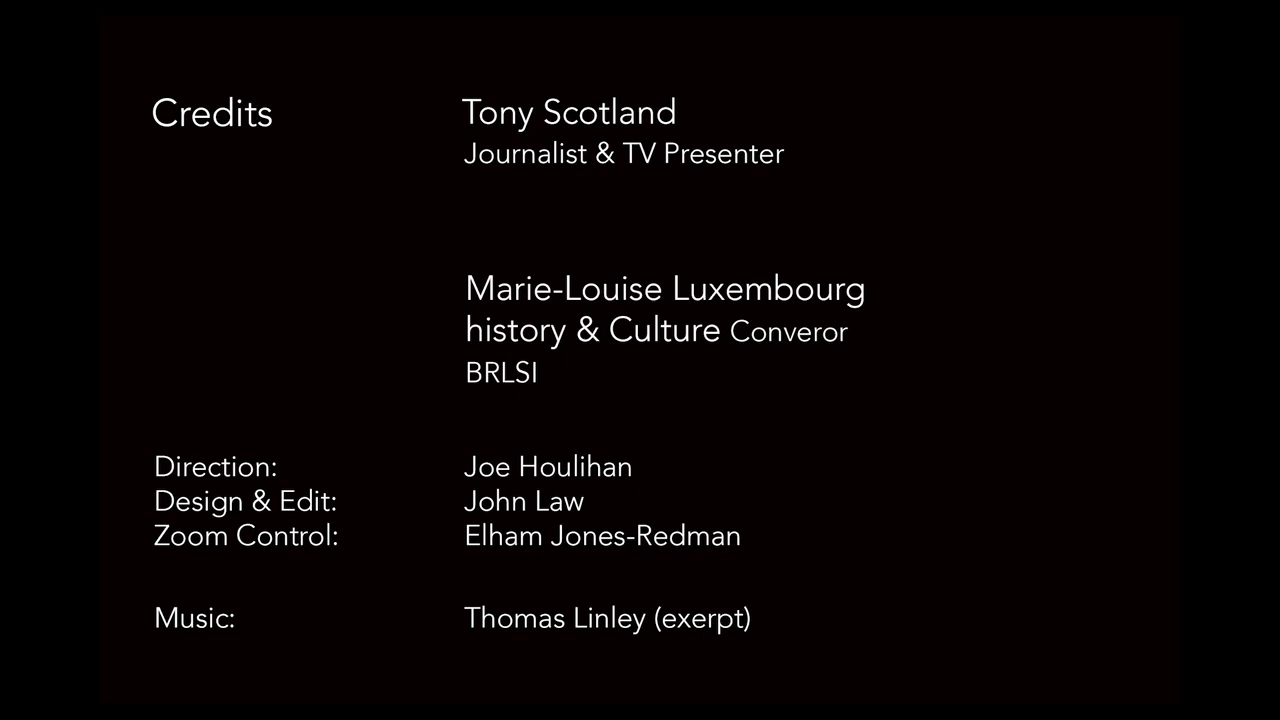 Credits
Tony Scotland
Journalist & TV Presenter
Marie-Louise Luxembourg
history & Culture Converor
BRLSI
Direction: Joe Houlihan
Design & Edit: John Law
Zoom Control: Elham Jones-Redman
Music: Thomas Linley (exerpt)